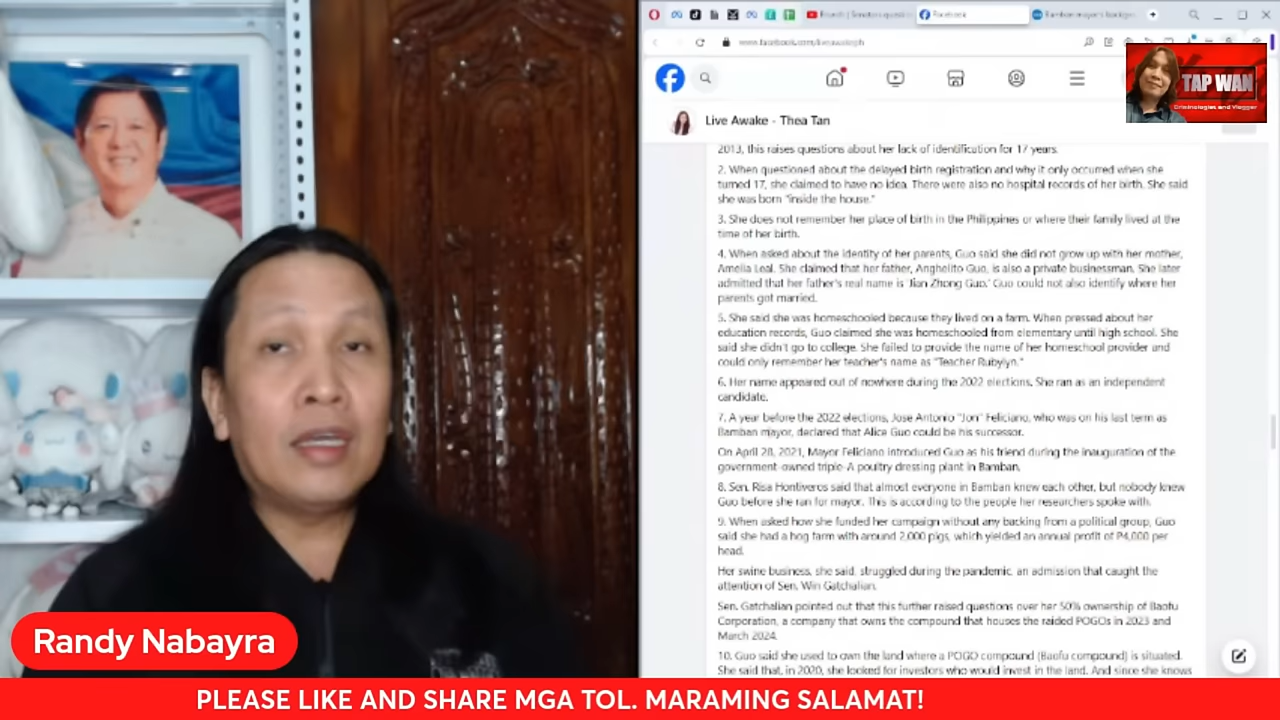 Search | Senators question
Facebook
Bamban mayor's backgr
TAP WAN
Criminologist and Vlogger
Live Awake - Thea Tan
2013, this raises questions about her lack of identification for 17 years.
2. When questioned about the delayed birth registration and why it only occurred when she
turned 17, she claimed to have no idea. There were also no hospital records of her birth. She said
she was born "inside the house."
3. She does not remember her place of birth in the Philippines or where their family lived at the
time of her birth.
4. When asked about the identity of her parents, Guo said she did not grow up with her mother,
Amelia Leal. She claimed that her father, Anghelito Guo, is also a private businessman. She later
admitted that her father's real name is 'Jian Zhong Guo.' Guo could not also identify where her
parents got married.
5. She said she was homeschooled because they lived on a farm. When pressed about her
education records, Guo claimed she was homeschooled from elementary until high school. She
said she didn't go to college. She failed to provide the name of her homeschool provider and
could only remember her teacher's name as "Teacher Rubylyn."
6. Her name appeared out of nowhere during the 2022 elections. She ran as an independent
candidate.
7. A year before the 2022 elections, Jose Antonio "Jon" Feliciano, who was on his last term as
Bamban mayor, declared that Alice Guo could be his successor.
On April 28, 2021, Mayor Feliciano introduced Guo as his friend during the inauguration of the
government-owned triple-A poultry dressing plant in Bamban.
8. Sen. Risa Hontiveros said that almost everyone in Bamban knew each other, but nobody knew
Guo before she ran for mayor. This is according to the people her researchers spoke with.
9. When asked how she funded her campaign without any backing from a political group, Guo
said she had a hog farm with around 2,000 pigs, which yielded an annual profit of ₱4,000 per
head.
Her swine business, she said, struggled during the pandemic, an admission that caught the
attention of Sen. Win Gatchalian.
Sen. Gatchalian pointed out that this further raised questions over her 50% ownership of Baofu
Corporation, a company that owns the compound that houses the raided POGOs in 2023 and
March 2024.
10. Guo said she used to own the land where a POGO compound (Baofu compound) is situated.
She said that, in 2020, she looked for investors who would invest in the land. And since she knows
Randy Nabayra
PLEASE LIKE AND SHARE MGA TOL. MARAMING SALAMAT!